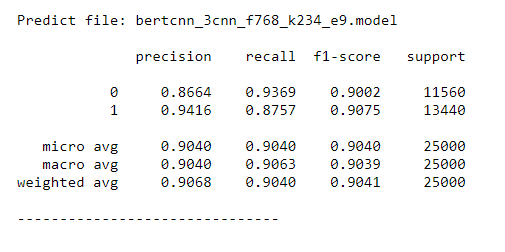 Predict file: bertcnn_3cnn_f768_k234_e9.model
precision recall f1-score support
0 0.8664 0.9369 0.9002 11560
1 0.9416 0.8757 0.9075 13440
micro avg 0.9040 0.9040 0.9040 25000
macro avg 0.9040 0.9063 0.9039 25000
weighted avg 0.9068 0.9040 0.9041 25000
-------------------------------